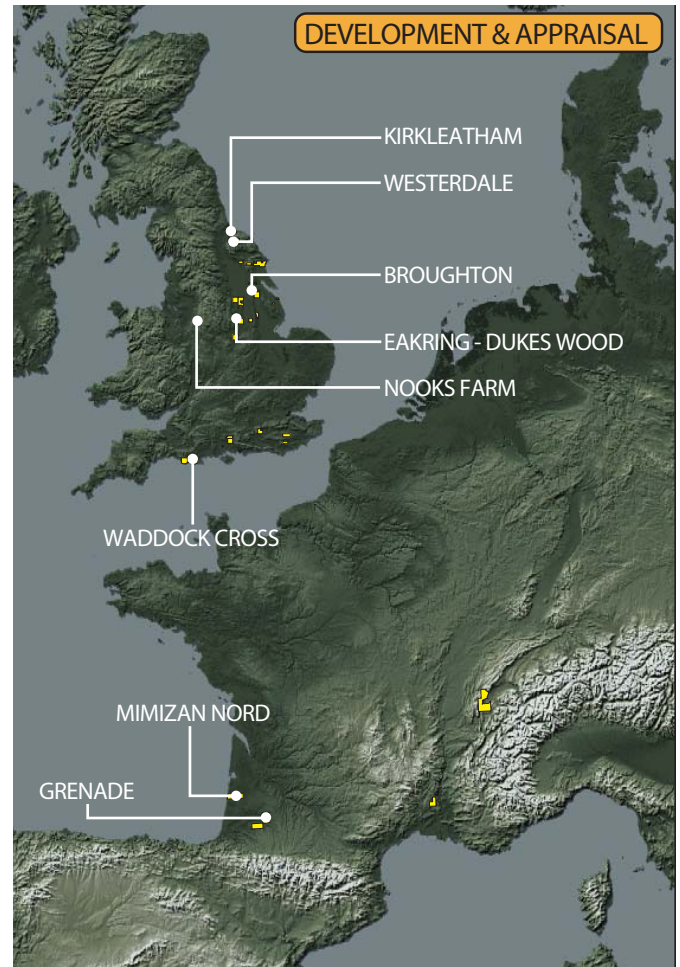 DEVELOPMENT & APPRAISAL
KIRKLEATHAM
WESTERDALE
BROUGHTON
EAKRING - DUKES WOOD
NOOKS FARM
WADDOCK CROSS
MIMIZAN NORD
GRENADE